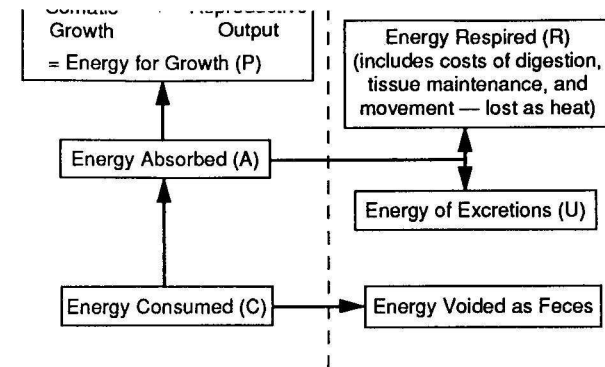 Growth Output
= Energy for Growth (P)
Energy Respired (R)
(includes costs of digestion,
tissue maintenance, and
movement — lost as heat)
Energy Absorbed (A)
Energy of Excretions (U)
Energy Consumed (C)
Energy Voided as Feces